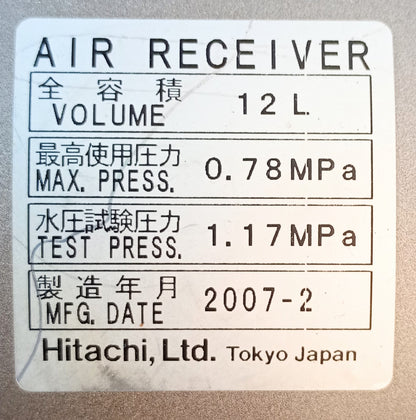 AIR RECEIVER
全容積
VOLUME 12 L
最高使用圧力
MAX. PRESS. 0.78MPa
水圧試験圧力
TEST PRESS. 1.17MPa
製造年月
MFG. DATE 2007-2
Hitachi, Ltd. Tokyo Japan